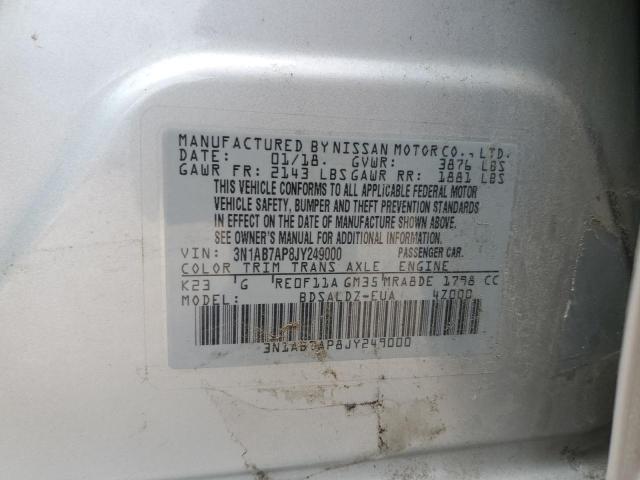 MANUFACTURED BY NISSAN MOTOR CO., LTD.
DATE: 01/18. GVWR: 3876 LBS
GAWR FR: 2143 LBS GAWR RR: 1881 LBS
THIS VEHICLE CONFORMS TO ALL APPLICABLE FEDERAL MOTOR
VEHICLE SAFETY, BUMPER AND THEFT PREVENTION STANDARDS
IN EFFECT ON THE DATE OF MANUFACTURE SHOWN ABOVE.
SEE OWNER'S MANUAL FOR ADDITIONAL INFORMATION.
VIN: 3N1AB7AP8JY249000 PASSENGER CAR.
COLOR TRIM TRANS AXLE ENGINE
K23 G RE0F11A GM35 MRA8DE 1798 CC
MODEL: BDSALDZ-EUA 47000
3N1AB7AP8JY249000